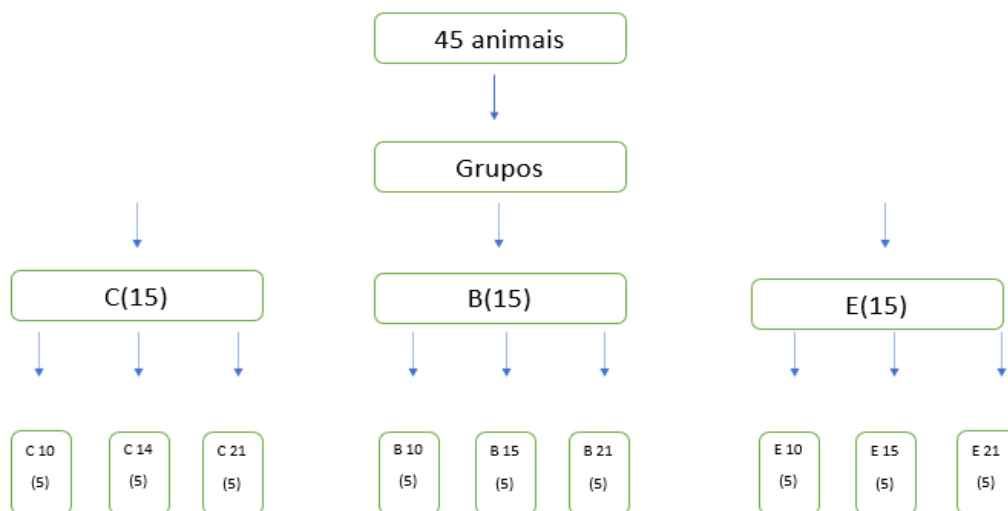 45 animais
Grupos
C(15)
B(15)
E(15)
C 10
(5)
C 14
(5)
C 21
(5)
B 10
(5)
B 15
(5)
B 21
(5)
E 10
(5)
E 15
(5)
E 21
(5)